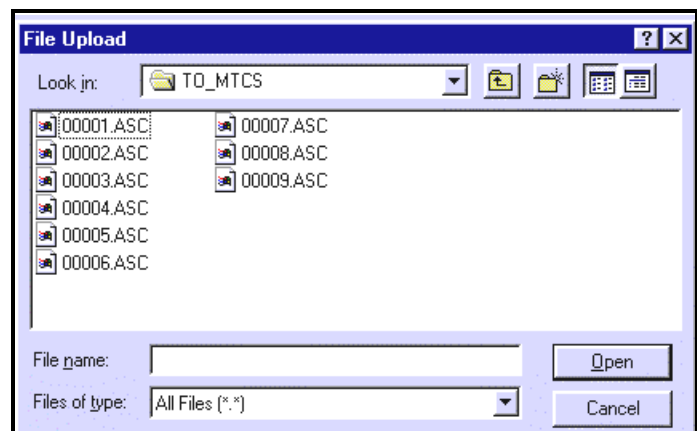 File Upload
Look in: TO_MTCS
00001.ASC 00007.ASC
00002.ASC 00008.ASC
00003.ASC 00009.ASC
00004.ASC
00005.ASC
00006.ASC
File name: Open
Files of type: All Files (*.*) Cancel